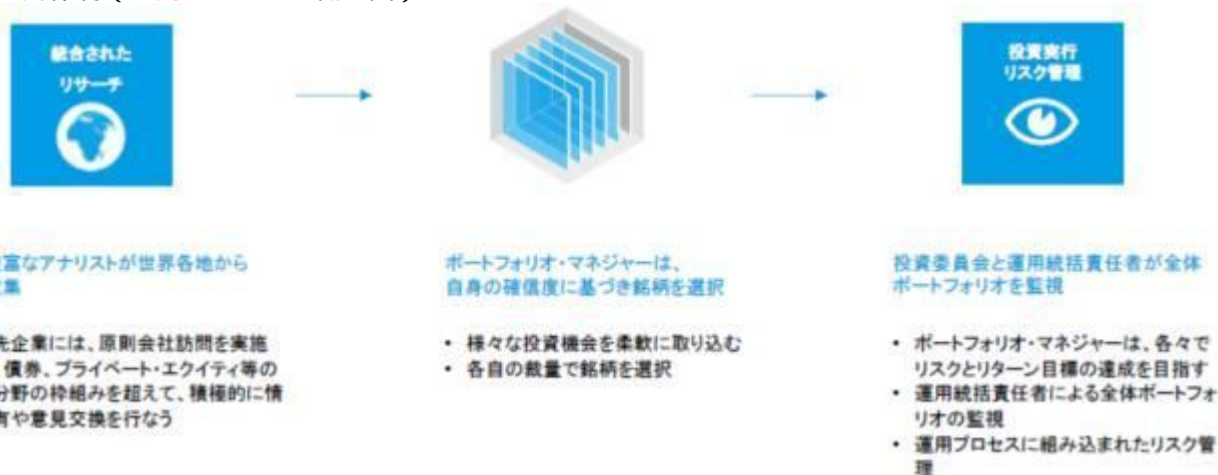 統合された
リサーチ
投資実行
リスク管理
富なアナリストが世界各地から
集
先企業には、原則会社訪問を実施
債券、プライベート・エクイティ等の
分野の枠組みを超えて、積極的に情
有や意見交換を行なう
ポートフォリオ・マネジャーは、
自身の確信度に基づき銘柄を選択
• 様々な投資機会を柔軟に取り込む
• 各自の裁量で銘柄を選択
投資委員会と運用統括責任者が全体
ポートフォリオを監視
• ポートフォリオ・マネジャーは、各々で
リスクとリターン目標の達成を目指す
• 運用統括責任者による全体ポートフォ
リオの監視
• 運用プロセスに組み込まれたリスク管
理